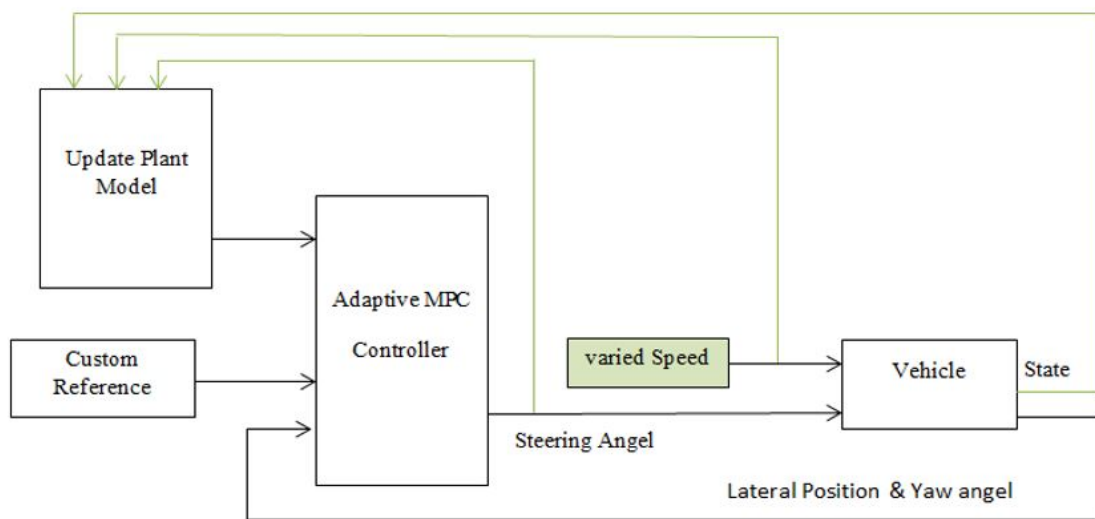 Update Plant
Model
Adaptive MPC
Controller
Custom
Reference
varied Speed
Vehicle
State
Steering Angel
Lateral Position & Yaw angel